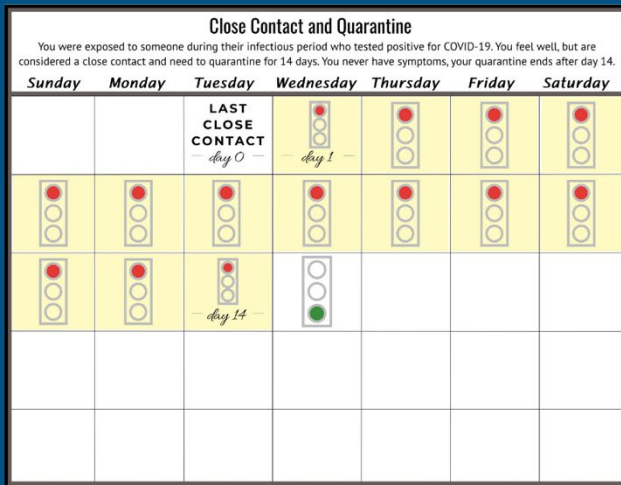 Close Contact and Quarantine
You were exposed to someone during their infectious period who tested positive for COVID-19. You feel well, but are
considered a close contact and need to quarantine for 14 days. You never have symptoms, your quarantine ends after day 14.
Sunday Monday Tuesday Wednesday Thursday Friday Saturday
LAST
CLOSE
CONTACT
day 0
day 1
day 14